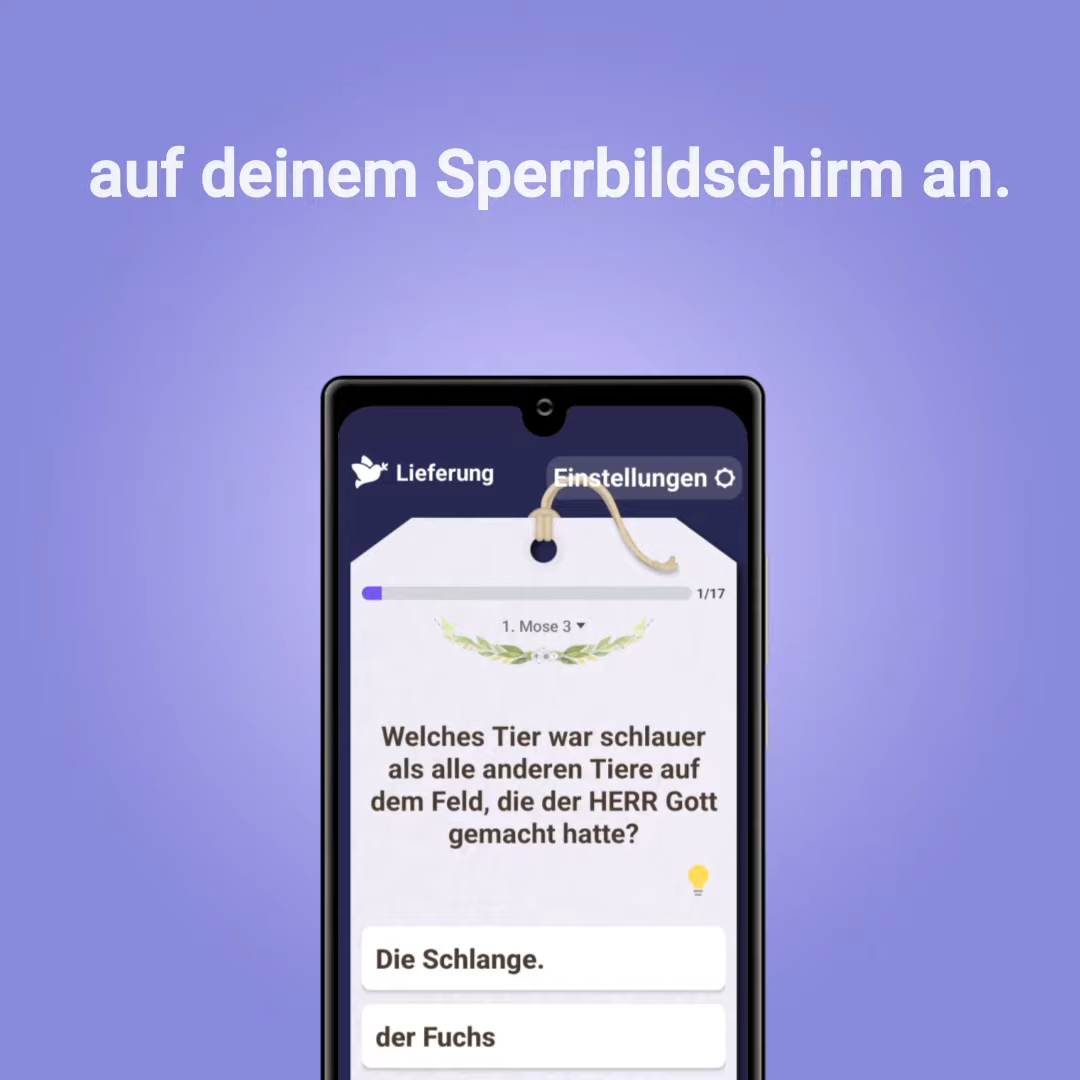 auf deinem Sperrbildschirm an.
Lieferung
Einstellungen
1/17
1. Mose 3
Welches Tier war schlauer
als alle anderen Tiere auf
dem Feld, die der HERR Gott
gemacht hatte?
Die Schlange.
der Fuchs